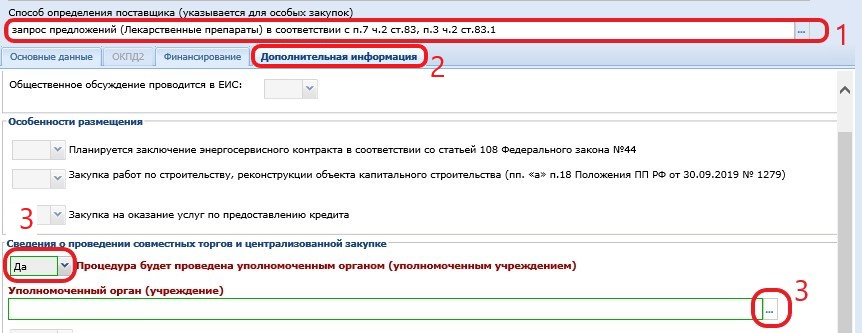 Способ определения поставщика (указывается для особых закупок)
запрос предложений (Лекарственные препараты) в соответствии с п.7 ч.2 ст.83, п.3 ч.2 ст.83.1 ... 1
Основные данные ОКПД2 Финансирование Дополнительная информация 2
Общественное обсуждение проводится в ЕИС:
Особенности размещения
Планируется заключение энергосервисного контракта в соответствии со статьей 108 Федерального закона №44
Закупка работ по строительству, реконструкции объекта капитального строительства (пп. «а» п.18 Положения ПП РФ от 30.09.2019 № 1279)
3 Закупка на оказание услуг по предоставлению кредита
Сведения о проведении совместных торгов и централизованной закупке
Да Процедура будет проведена уполномоченным органом (уполномоченным учреждением)
Уполномоченный орган (учреждение) 3
...